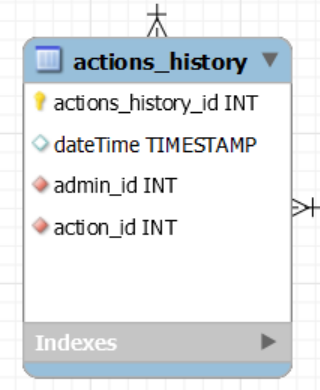 actions_history
actions_history_id INT
dateTime TIMESTAMP
admin_id INT
action_id INT
Indexes